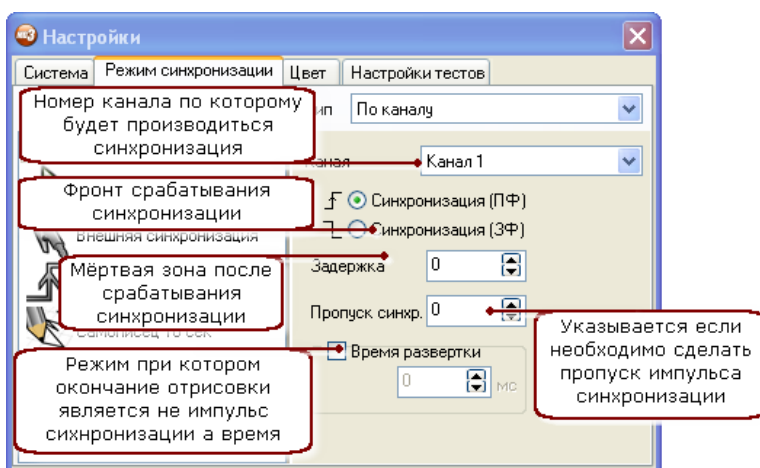 Настройки
Система Режим синхронизации Цвет Настройки тестов
Номер канала по которому
будет производиться
синхронизация
По каналу
Канал 1
Фронт срабатывания
синхронизации
Синхронизация (ПФ)
Синхронизация (ЗФ)
Внешняя синхронизация
Мёртвая зона после
срабатывания
синхронизации
Задержка 0
Пропуск синхр. 0
Указывается если
необходимо сделать
пропуск импульса
синхронизации
Режим при котором
окончание отрисовки
является не импульс
сихнронизации а время
Время развертки
0 мс